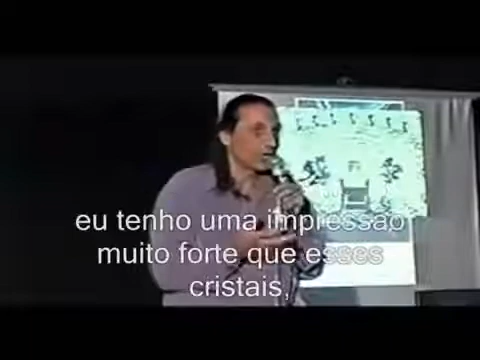 eu tenho uma impressão
muito forte que esses
cristais,